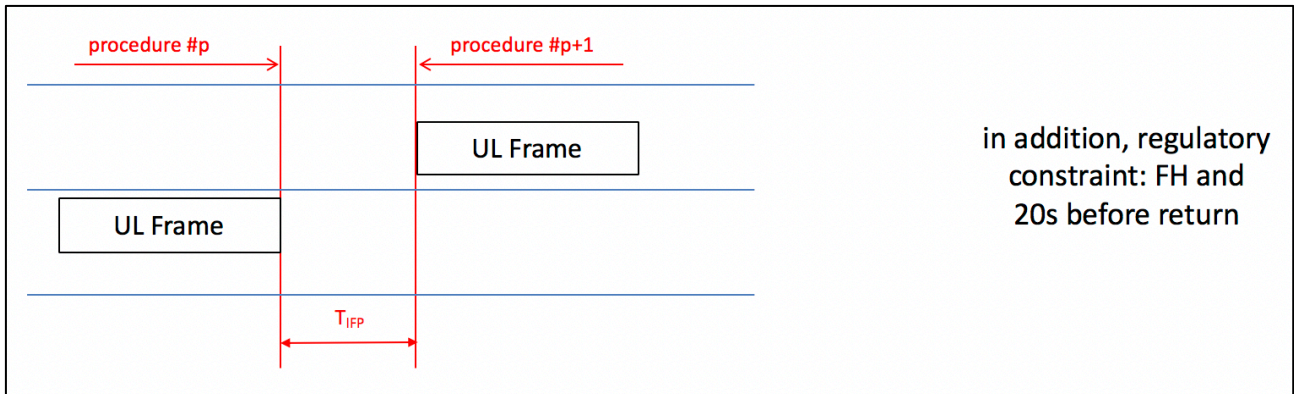 procedure #p
procedure #p+1
UL Frame
in addition, regulatory
constraint: FH and
20s before return
UL Frame
TIFP